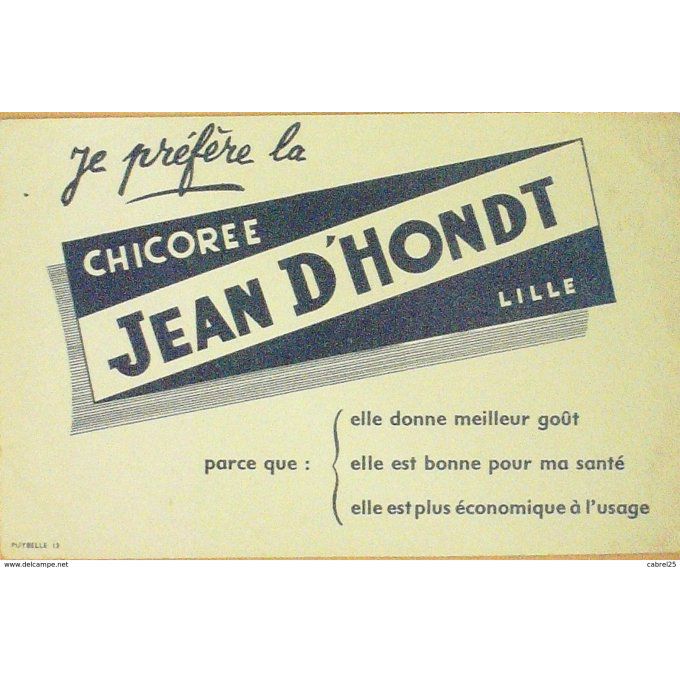 Je préfère la
CHICOREE
JEAN D'HONDT
LILLE
elle donne meilleur goût
parce que : elle est bonne pour ma santé
elle est plus économique à l'usage
PUYBELLE 13
www.delcampe.net
cabrel25